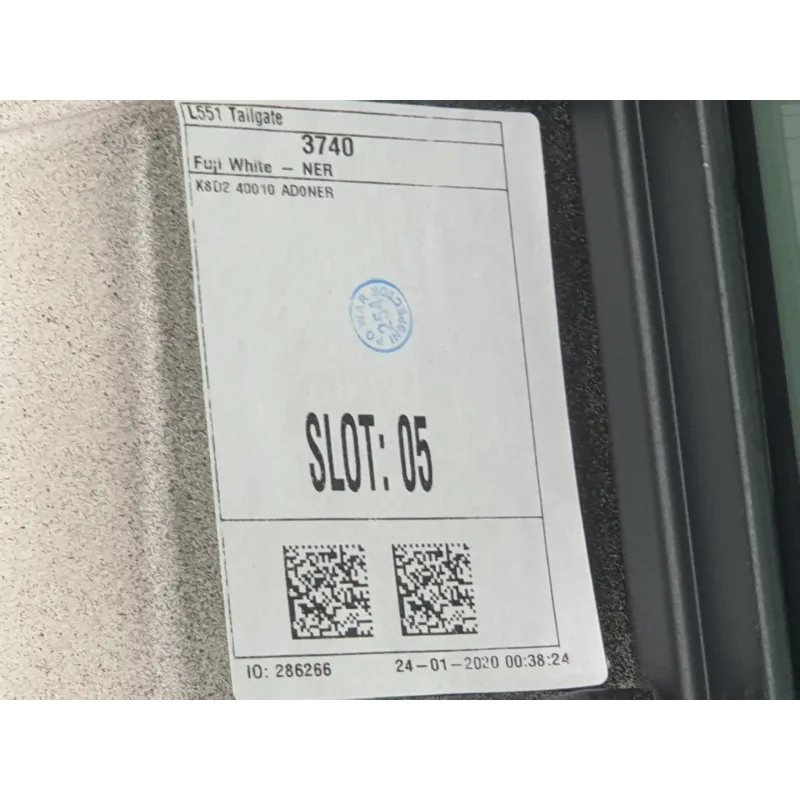 L551 Tailgate
3740
Fuji White - NER
K8D2 40010 AD0NER
25A
SLOT: 05
IO: 286266
24-01-2020 00:38:24